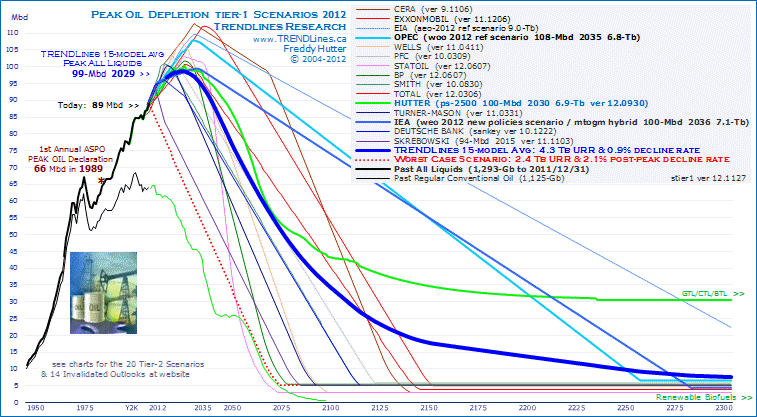 Mbd
PEAK OIL DEPLETION TIER-1 SCENARIOS 2012
TRENDLINES RESEARCH
www.TRENDLines.ca
Freddy Hutter
© 2004-2012
TRENDLINES 15-MODEL AVG
PEAK ALL LIQUIDS
99-Mbd 2029 >>
Today: 89 Mbd >>
1st Annual ASPO
PEAK OIL Declaration
66 Mbd in 1989
*
CERA (ver 9.1106)
EXXONMOBIL (ver 11.1206)
EIA (aeo-2012 ref scenario 9.0-Tb)
OPEC (woo 2012 ref scenario 108-Mbd 2035 6.8-Tb)
WELLS (ver 11.0411)
PFC (ver 10.0309)
STATOIL (ver 12.0607)
BP (ver 12.0607)
SMITH (ver 10.0830)
TOTAL (ver 12.0306)
HUTTER (ps-2500 100-Mbd 2030 6.9-Tb ver 12.0930)
TURNER-MASON (ver 11.0331)
IEA (weo 2012 new policies scenario / mtogm hybrid 100-Mbd 2036 7.1-Tb)
DEUTSCHE BANK (sankey ver 10.1222)
SKREBOWSKI (94-Mbd 2015 ver 11.1103)
TRENDLINES 15-MODEL AVG: 4.3 TB URR & 0.9% DECLINE RATE
WORST CASE SCENARIO: 2.4 TB URR & 2.1% POST-PEAK DECLINE RATE
Past All Liquids (1,293-Gb to 2011/12/31)
Past Regular Conventional Oil (1,125-Gb)
stier1 ver 12.1127
110
105
100
95
90
85
80
75
70
65
60
55
50
45
40
35
30
25
20
15
10
5
0
OIL
OIL
GTL/CTL/BTL >>
see charts for the 20 Tier-2 Scenarios
& 14 Invalidated Outlooks at website
Renewable Biofuels >>
1950 1975 Y2K 2012 2035 2050 2075 2100 2125 2150 2175 2200 2225 2250 2275 2300